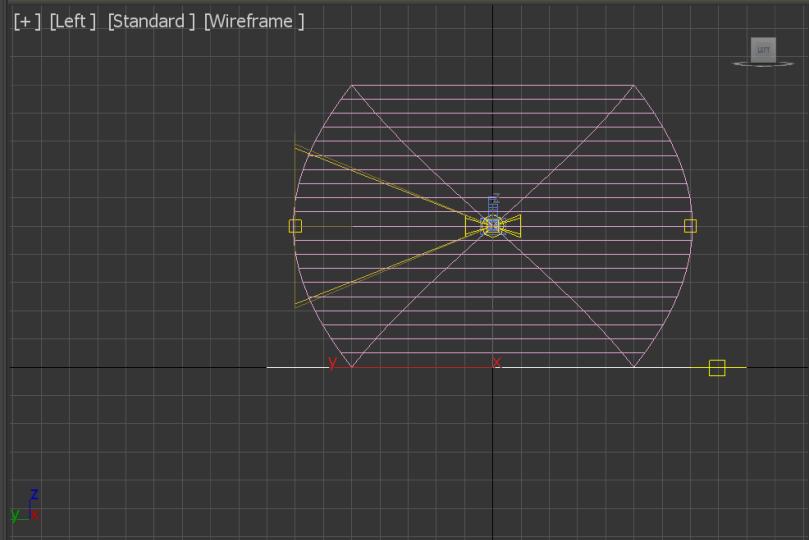 [+] [Left] [Standard] [Wireframe]
LEFT
y
x
z
y x